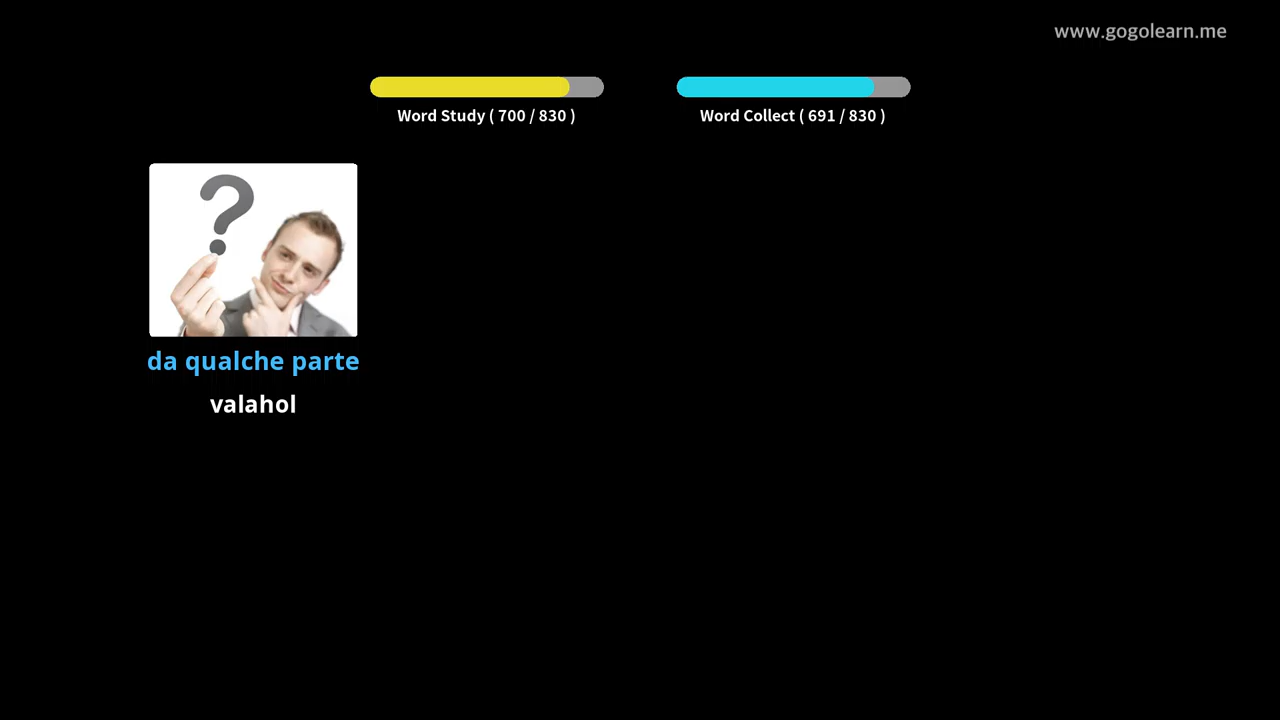 www.gogolearn.me
Word Study ( 700 / 830 )
Word Collect ( 691 / 830 )
?
da qualche parte
valahol